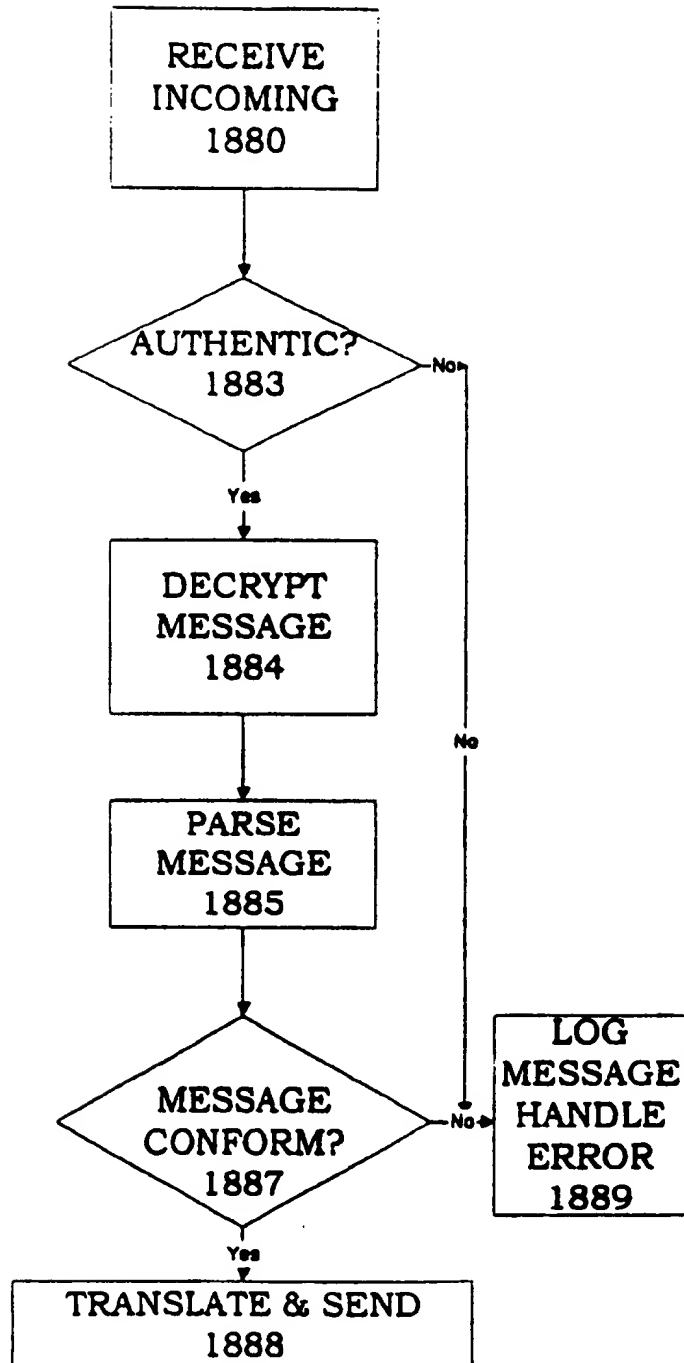 RECEIVE
INCOMING
1880
AUTHENTIC?
1883
No
Yes
DECRYPT
MESSAGE
1884
No
PARSE
MESSAGE
1885
MESSAGE
CONFORM?
1887
No
LOG
MESSAGE
HANDLE
ERROR
1889
Yes
TRANSLATE & SEND
1888